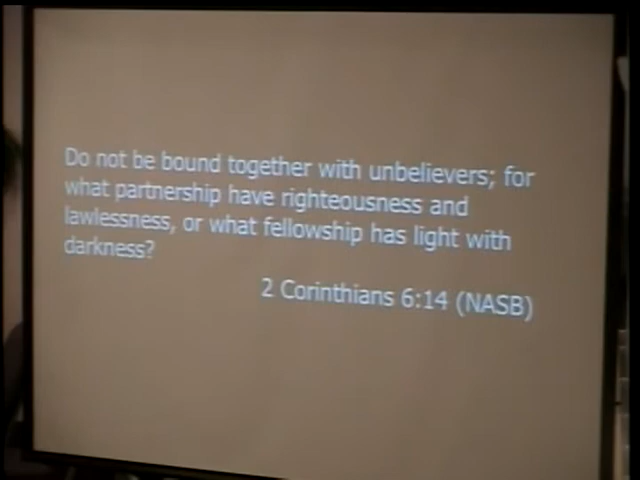 Do not be bound together with unbelievers; for
what partnership have righteousness and
lawlessness, or what fellowship has light with
darkness?
2 Corinthians 6:14 (NASB)